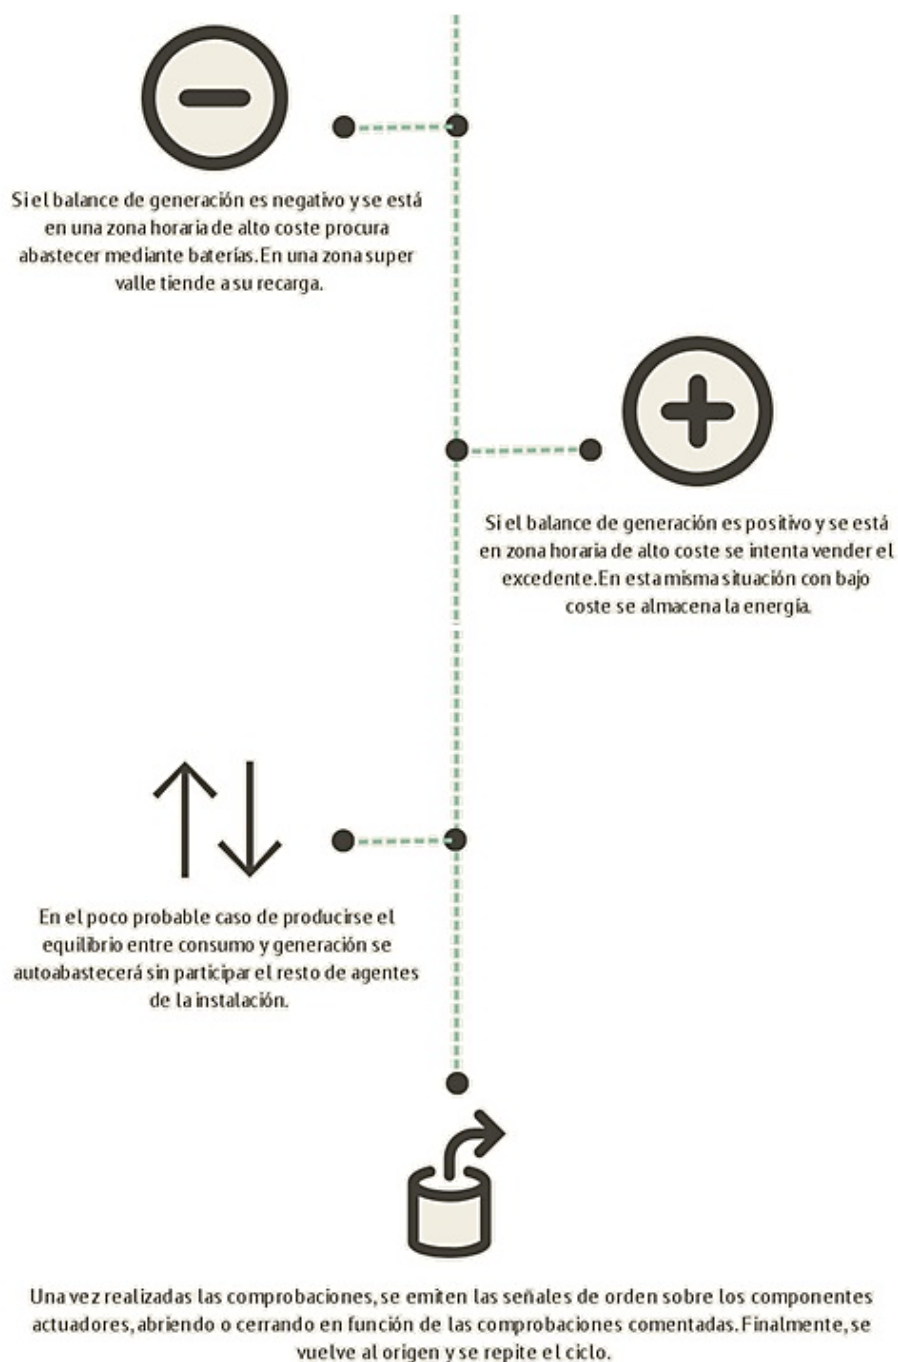 Si el balance de generación es negativo y se está
en una zona horaria de alto coste procura
abastecer mediante baterías. En una zona super
valle tiende a su recarga.
Si el balance de generación es positivo y se está
en zona horaria de alto coste se intenta vender el
excedente. En esta misma situación con bajo
coste se almacena la energía.
En el poco probable caso de producirse el
equilibrio entre consumo y generación se
autoabastecerá sin participar el resto de agentes
de la instalación.
Una vez realizadas las comprobaciones, se emiten las señales de orden sobre los componentes
actuadores, abriendo o cerrando en función de las comprobaciones comentadas. Finalmente, se
vuelve al origen y se repite el ciclo.